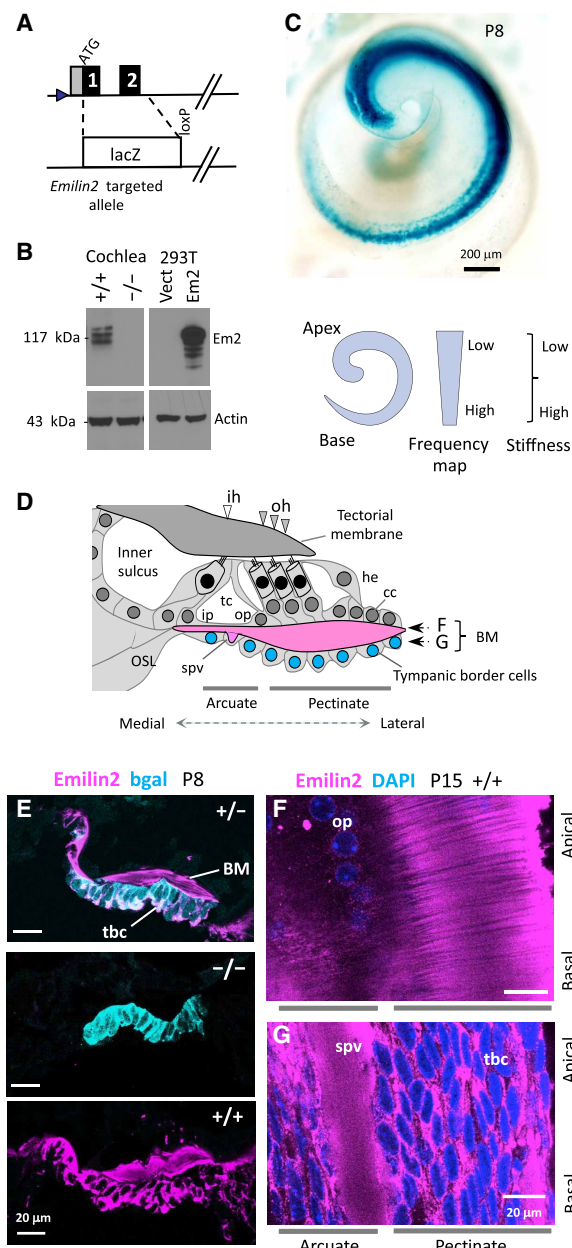 A
ATG
1 2
loxP
lacZ
Emilin2 targeted
allele
C
P8
200 µm
B
Cochlea 293T
+/+ −/− Vect Em2
117 kDa - Em2
43 kDa - Actin
Apex
Base
Low
High
Frequency
map
Low
High
Stiffness
D
ih
oh
Tectorial
membrane
Inner
sulcus
he
cc
tc
ip op
F
G
BM
OSL
spv
Tympanic border cells
Arcuate Pectinate
Medial Lateral
Emilin2 bgal P8
E
+/−
BM
tbc
−/−
+/+
20 µm
Emilin2 DAPI P15 +/+
F
op
Apical
Basal
G
spv
tbc
20 µm
Apical
Basal
Arcuate Pectinate